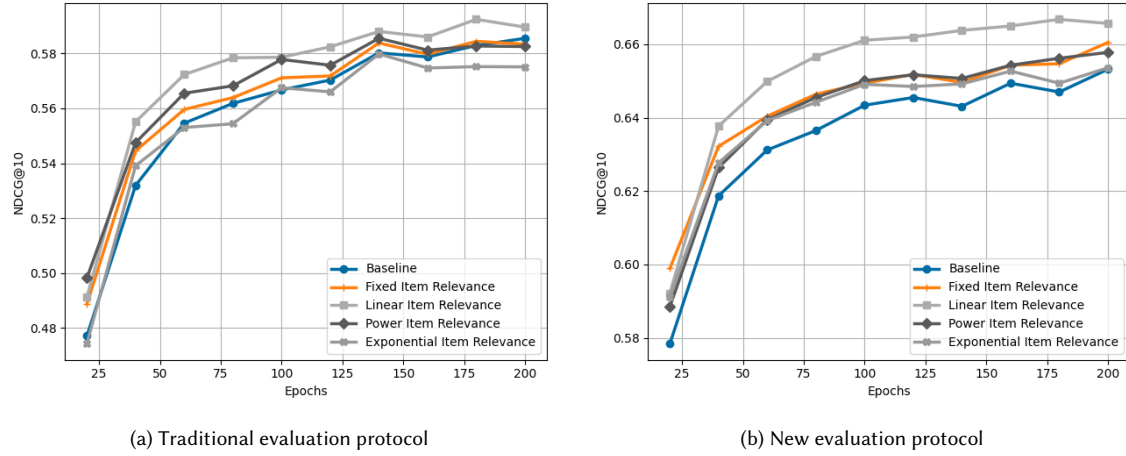 0.58
0.56
0.54
0.52
0.50
0.48
NDCG@10
25
50
75
100
125
150
175
200
Epochs
Baseline
Fixed Item Relevance
Linear Item Relevance
Power Item Relevance
Exponential Item Relevance
(a) Traditional evaluation protocol
0.66
0.64
0.62
0.60
0.58
NDCG@10
25
50
75
100
125
150
175
200
Epochs
Baseline
Fixed Item Relevance
Linear Item Relevance
Power Item Relevance
Exponential Item Relevance
(b) New evaluation protocol